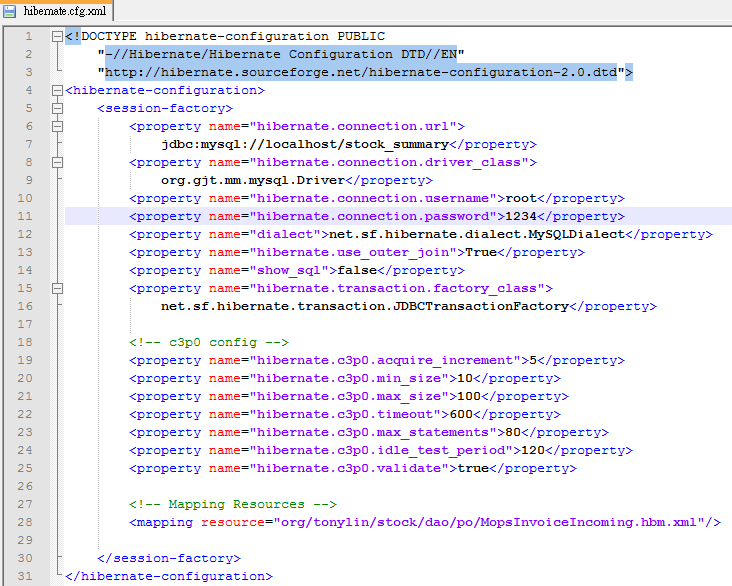 hibernate.cfg.xml
1 <!DOCTYPE hibernate-configuration PUBLIC
2 "-//Hibernate/Hibernate Configuration DTD//EN"
3 "http://hibernate.sourceforge.net/hibernate-configuration-2.0.dtd">
4 <hibernate-configuration>
5 <session-factory>
6 <property name="hibernate.connection.url">
7 jdbc:mysql://localhost/stock_summary</property>
8 <property name="hibernate.connection.driver_class">
9 org.gjt.mm.mysql.Driver</property>
10 <property name="hibernate.connection.username">root</property>
11 <property name="hibernate.connection.password">1234</property>
12 <property name="dialect">net.sf.hibernate.dialect.MySQLDialect</property>
13 <property name="hibernate.use_outer_join">True</property>
14 <property name="show_sql">false</property>
15 <property name="hibernate.transaction.factory_class">
16 net.sf.hibernate.transaction.JDBCTransactionFactory</property>
17
18 <!-- c3p0 config -->
19 <property name="hibernate.c3p0.acquire_increment">5</property>
20 <property name="hibernate.c3p0.min_size">10</property>
21 <property name="hibernate.c3p0.max_size">100</property>
22 <property name="hibernate.c3p0.timeout">600</property>
23 <property name="hibernate.c3p0.max_statements">80</property>
24 <property name="hibernate.c3p0.idle_test_period">120</property>
25 <property name="hibernate.c3p0.validate">true</property>
26
27 <!-- Mapping Resources -->
28 <mapping resource="org/tonylin/stock/dao/po/MopsInvoiceIncoming.hbm.xml"/>
29
30 </session-factory>
31 </hibernate-configuration>